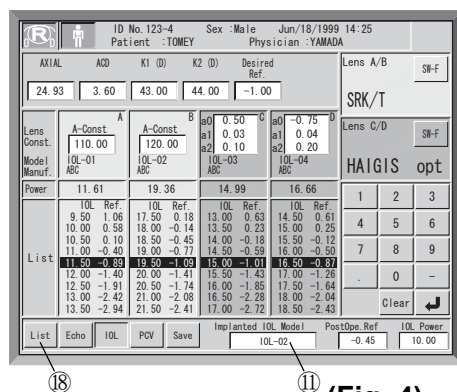 R ID No. 123-4 Sex :Male Jun/18/1999 14:25
Patient :TOMEY Physician :YAMADA
AXIAL ACD K1 (D) K2 (D) Desired Ref.
24.93 3.60 43.00 44.00 -1.00
Lens A/B SW-F
SRK/T
Lens Const. A A-Const 110.00 B A-Const 120.00 C a0 0.50 a1 0.03 a2 0.10 D a0 -0.75 a1 0.04 a2 0.20
Model Manuf. IOL-01 ABC IOL-02 ABC IOL-03 ABC IOL-04 ABC
Lens C/D SW-F
HAIGIS opt
Power 11.61 19.36 14.99 16.66
List
IOL Ref. IOL Ref. IOL Ref. IOL Ref.
9.50 1.06 17.50 0.18 13.00 0.63 14.50 0.61
10.00 0.58 18.00 -0.14 13.50 0.23 15.00 0.25
10.50 0.10 18.50 -0.45 14.00 -0.18 15.50 -0.12
11.00 -0.40 19.00 -0.77 14.50 -0.59 16.00 -0.50
11.50 -0.89 19.50 -1.09 15.00 -1.01 16.50 -0.87
12.00 -1.40 20.00 -1.41 15.50 -1.43 17.00 -1.26
12.50 -1.91 20.50 -1.74 16.00 -1.85 17.50 -1.64
13.00 -2.42 21.00 -2.08 16.50 -2.28 18.00 -2.04
13.50 -2.94 21.50 -2.41 17.00 -2.72 18.50 -2.43
1 2 3
4 5 6
7 8 9
. 0 -
Clear ↵
List Echo IOL PCV Save
Implanted IOL Model PostOpe.Ref IOL Power
IOL-02 -0.45 10.00
⑱ ⑪ (Fig. 4)